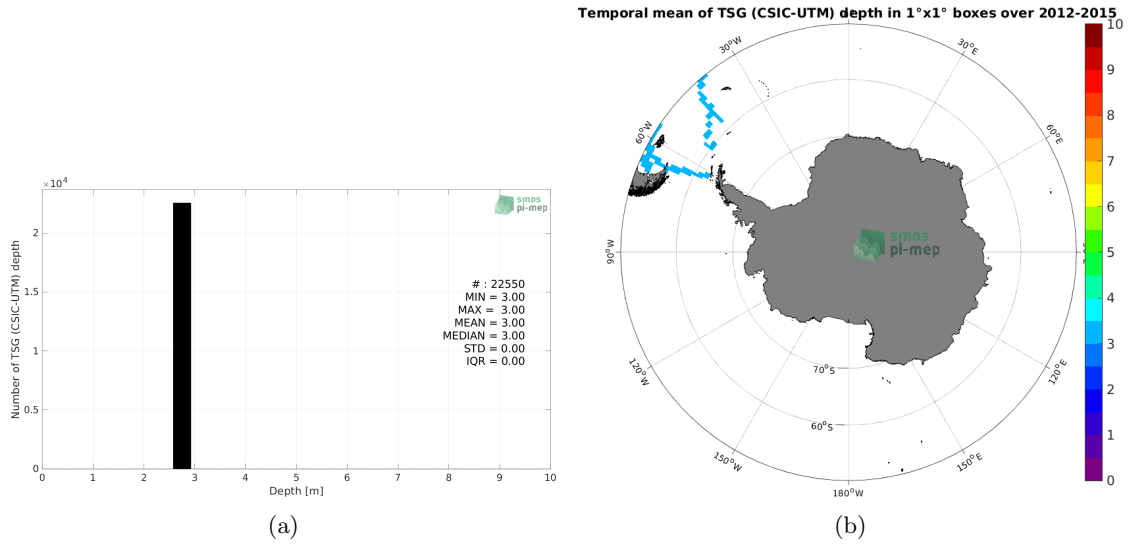 Temporal mean of TSG (CSIC-UTM) depth in 1°x1° boxes over 2012-2015
×10⁴
Number of TSG (CSIC-UTM) depth
2
1.5
1
0.5
0
0 1 2 3 4 5 6 7 8 9 10
Depth [m]
smos
pi-mep
# : 22550
MIN = 3.00
MAX = 3.00
MEAN = 3.00
MEDIAN = 3.00
STD = 0.00
IQR = 0.00
(a)
0°
30°W
30°E
60°W
60°E
90°W
120°W
120°E
150°W
150°E
180°W
70°S
60°S
smos
pi-mep
10
9
8
7
6
5
4
3
2
1
0
(b)